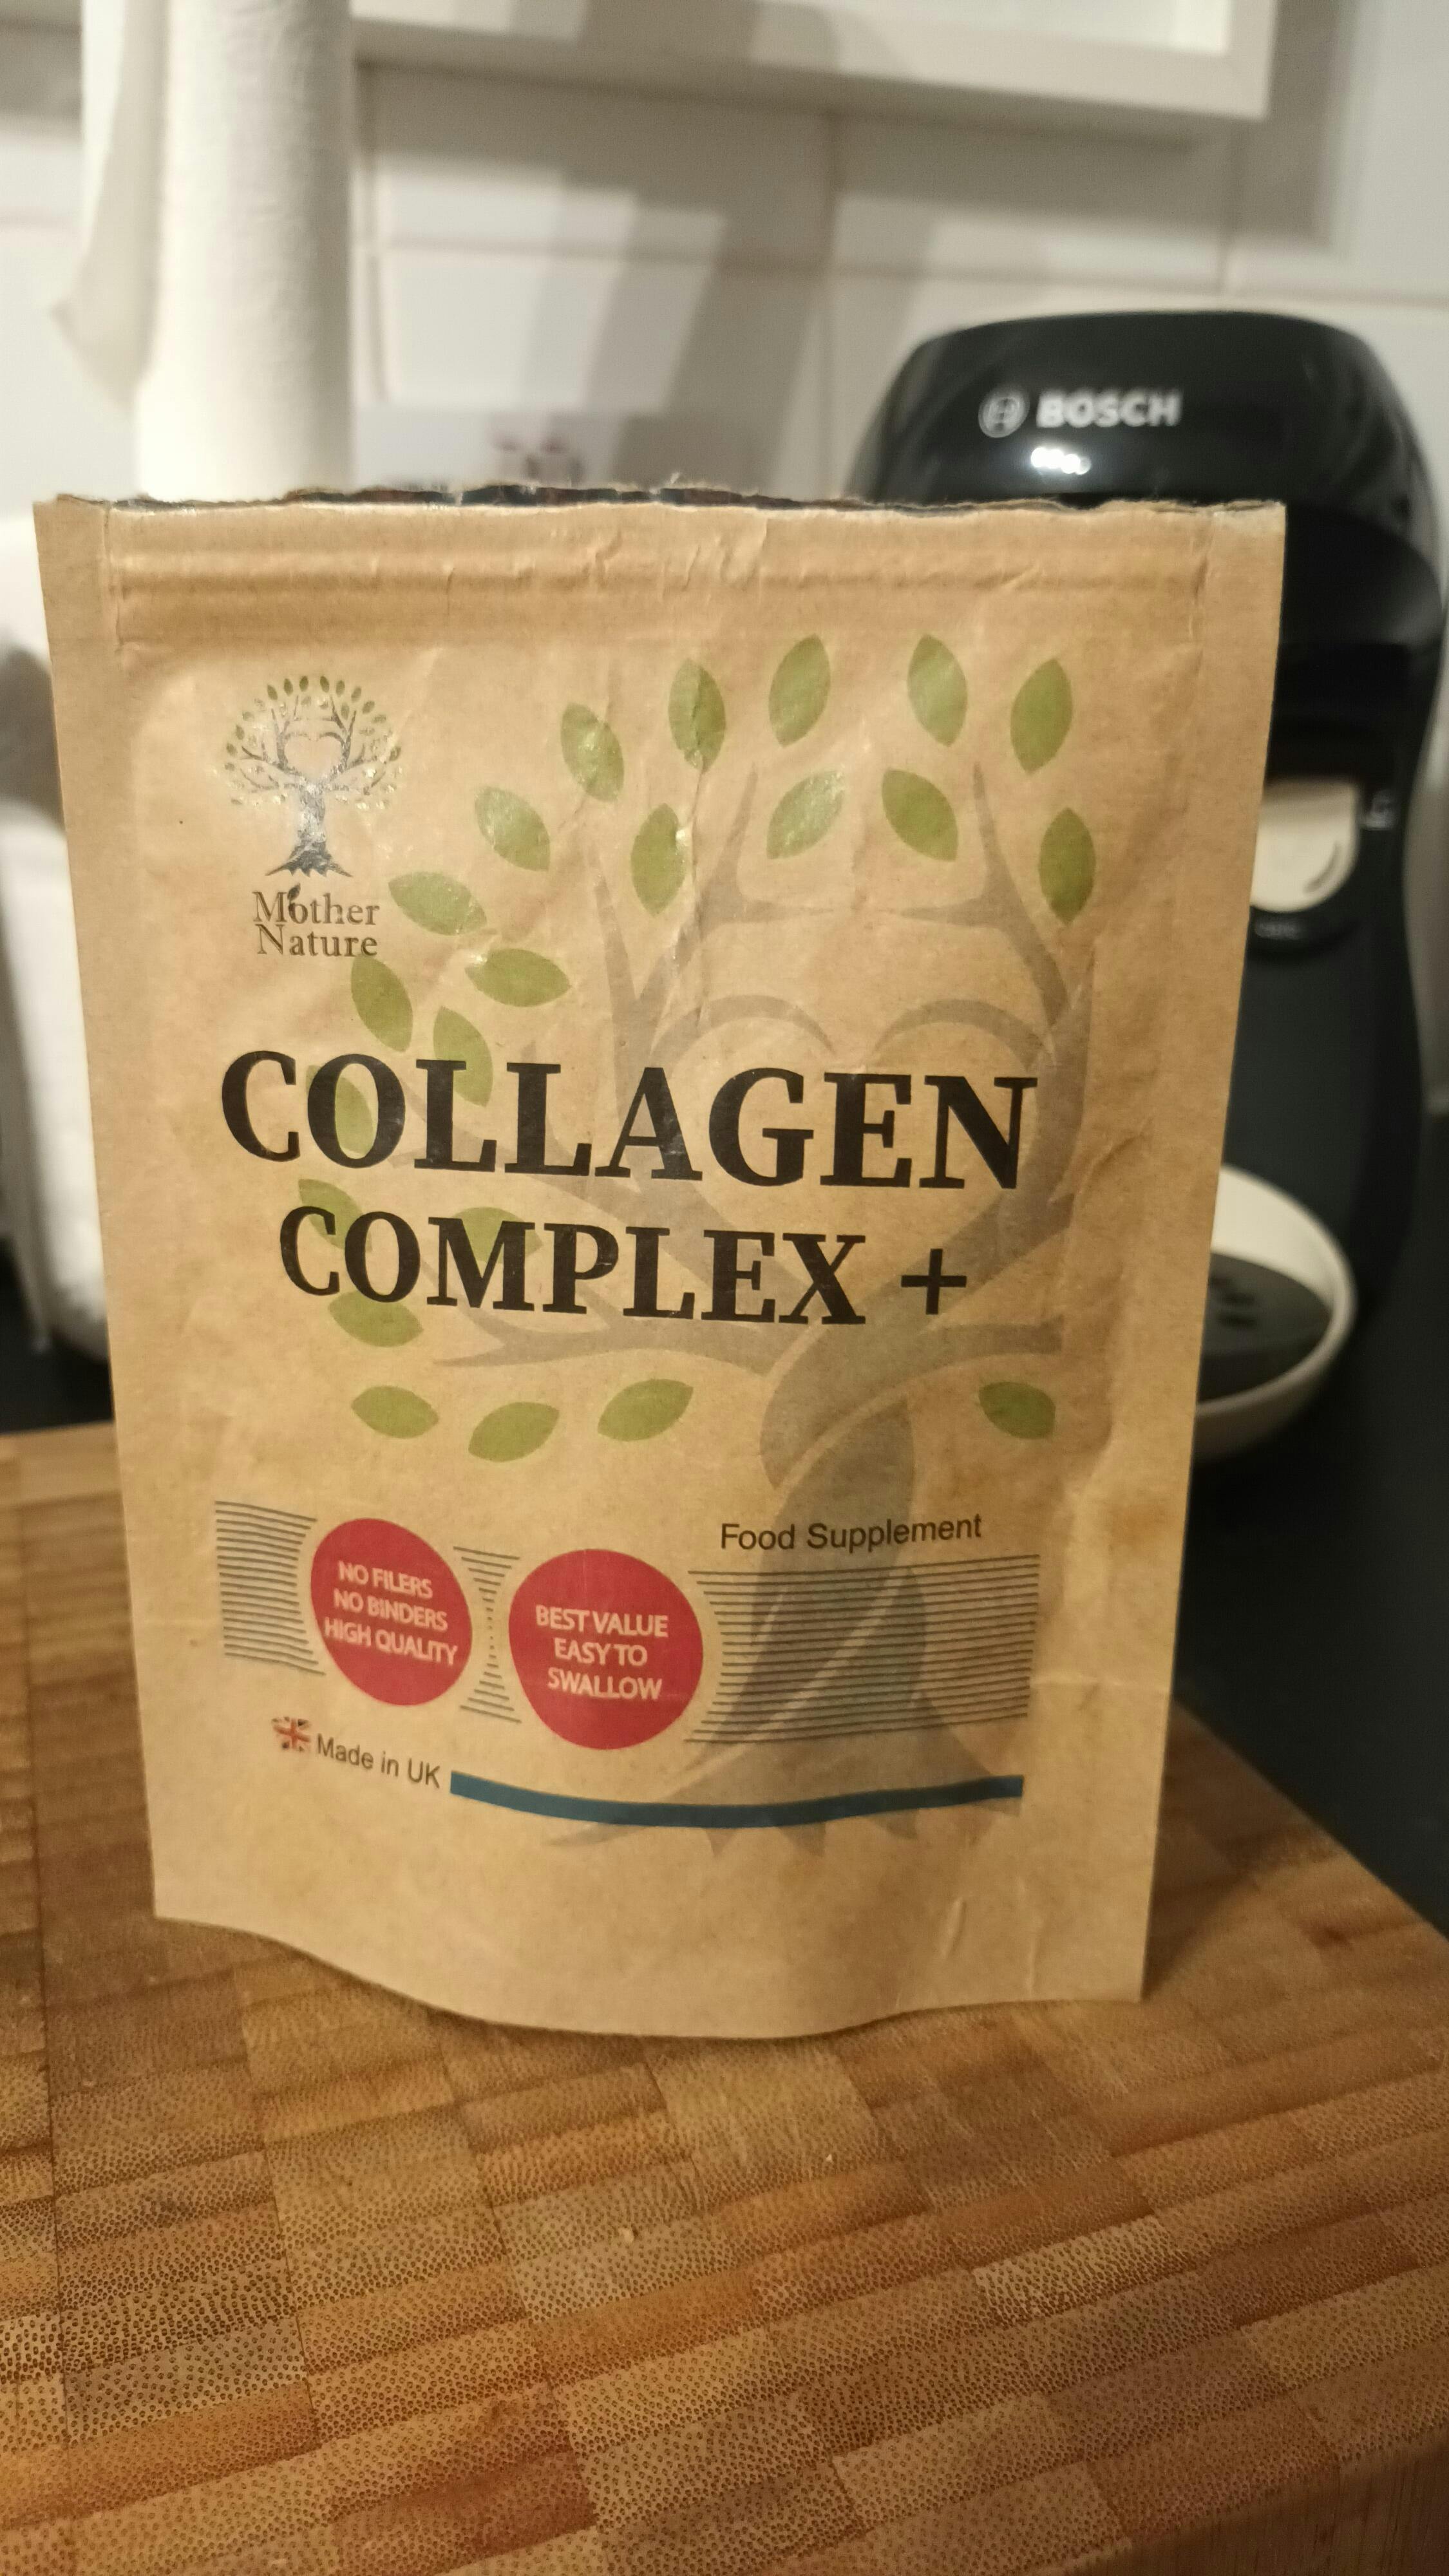 BOSCH
Mother
Nature
COLLAGEN
COMPLEX +
Food Supplement
NO FILERS
NO BINDERS
HIGH QUALITY
BEST VALUE
EASY TO
SWALLOW
Made in UK